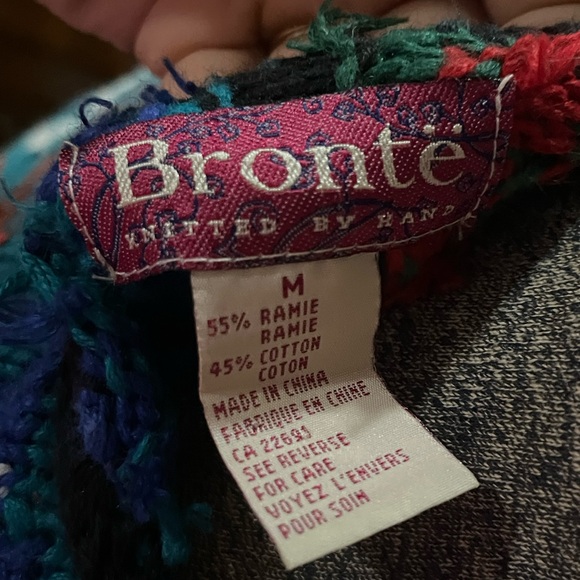 Brontë
KNITTED BY HAND
M
55% RAMIE
RAMIE
45% COTTON
COTON
MADE IN CHINA
FABRIQUE EN CHINE
CA 22691
SEE REVERSE
FOR CARE
VOYEZ L'ENVERS
POUR SOIN